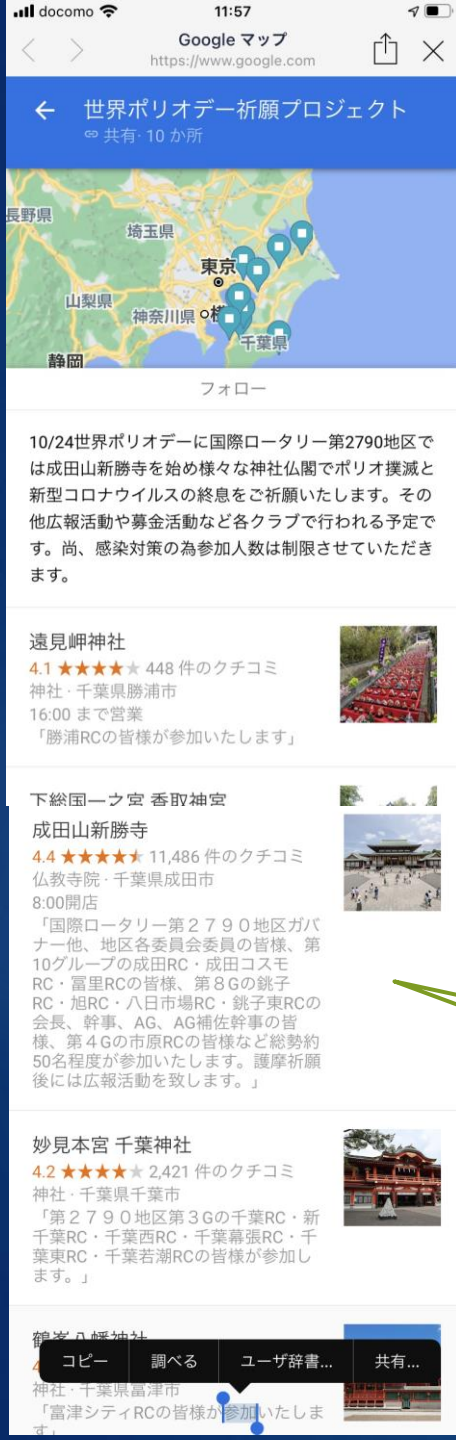 docomo 11:57
Google マップ
https://www.google.com
世界ポリオデー祈願プロジェクト
共有· 10 か所
長野県
埼玉県
東京
山梨県
神奈川県
横
千葉県
静岡
フォロー
10/24世界ポリオデーに国際ロータリー第2790地区で
は成田山新勝寺を始め様々な神社仏閣でポリオ撲滅と
新型コロナウイルスの終息をご祈願いたします。その
他広報活動や募金活動など各クラブで行われる予定で
す。尚、感染対策の為参加人数は制限させていただき
ます。
遠見岬神社
4.1 ★★★★★ 448 件のクチコミ
神社 · 千葉県勝浦市
16:00 まで営業
「勝浦RCの皆様が参加いたします」
下総国一之宮 香取神宮
成田山新勝寺
4.4 ★★★★★ 11,486 件のクチコミ
仏教寺院 · 千葉県成田市
8:00開店
「国際ロータリー第２７９０地区ガバ
ナー他、地区各委員会委員の皆様、第
10グループの成田RC・成田コスモ
RC・富里RCの皆様、第８Gの銚子
RC・旭RC・八日市場RC・銚子東RCの
会長、幹事、AG、AG補佐幹事の皆
様、第４Gの市原RCの皆様など総勢約
50名程度が参加いたします。護摩祈願
後には広報活動を致します。」
妙見本宮 千葉神社
4.2 ★★★★★ 2,421 件のクチコミ
神社 · 千葉県千葉市
「第２７９０地区第３Gの千葉RC・新
千葉RC・千葉西RC・千葉幕張RC・千
葉東RC・千葉若潮RCの皆様が参加し
ます。」
鶴峯八幡神社
コピー 調べる ユーザ辞書... 共有...
神社 · 千葉県富津市
「富津シティRCの皆様が参加いたしま
す」